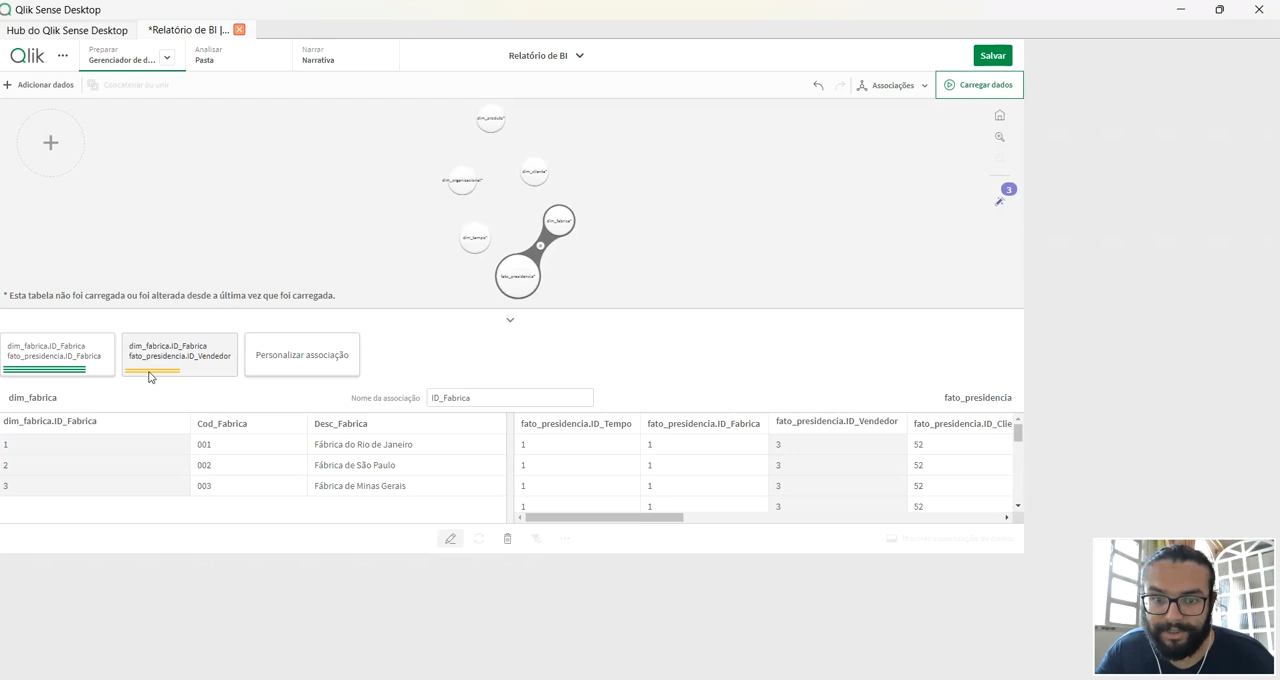 Qlik Sense Desktop
Hub do Qlik Sense Desktop
*Relatório de BI |...
Qlik
Preparar
Gerenciador de d...
Analisar
Pasta
Narrar
Narrativa
Relatório de BI
Salvar
Adicionar dados
Concatenar ou unir
Associações
Carregar dados
dim_produto*
dim_organizacional*
dim_cliente*
dim_fabrica*
dim_tempo*
fato_presidencia*
3
* Esta tabela não foi carregada ou foi alterada desde a última vez que foi carregada.
dim_fabrica.ID_Fabrica
fato_presidencia.ID_Fabrica
dim_fabrica.ID_Fabrica
fato_presidencia.ID_Vendedor
Personalizar associação
dim_fabrica
Nome da associação
ID_Fabrica
fato_presidencia
dim_fabrica.ID_Fabrica Cod_Fabrica Desc_Fabrica
1 001 Fábrica do Rio de Janeiro
2 002 Fábrica de São Paulo
3 003 Fábrica de Minas Gerais
fato_presidencia.ID_Tempo fato_presidencia.ID_Fabrica fato_presidencia.ID_Vendedor fato_presidencia.ID_Clie
1 1 3 52
1 1 3 52
1 1 3 52
1 1 3 52